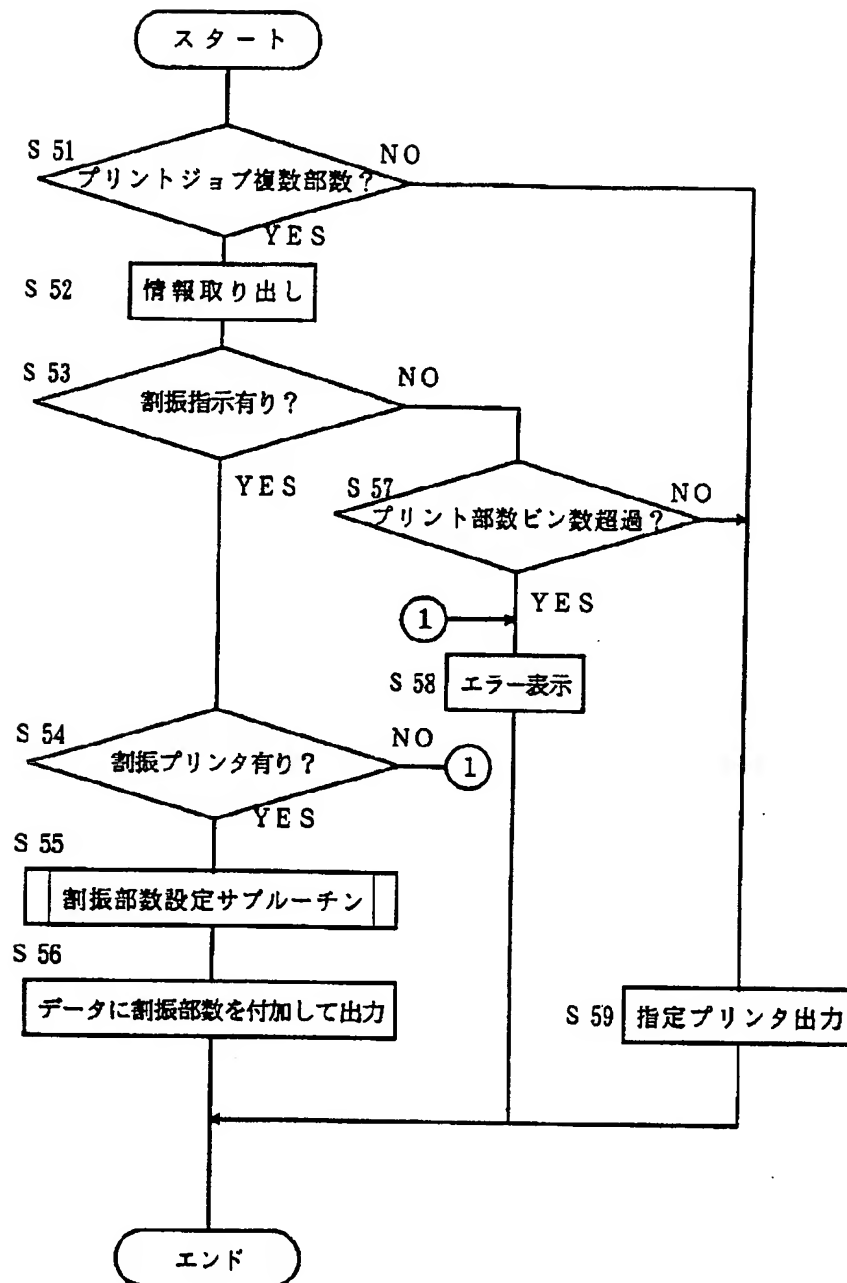 スタート
S 51
プリントジョブ複数部数？
NO
YES
S 52
情報取り出し
S 53
割振指示有り？
NO
YES
S 57
プリント部数ビン数超過？
NO
YES
1
S 58
エラー表示
S 54
割振プリンタ有り？
NO
1
YES
S 55
割振部数設定サブルーチン
S 56
データに割振部数を付加して出力
S 59
指定プリンタ出力
エンド